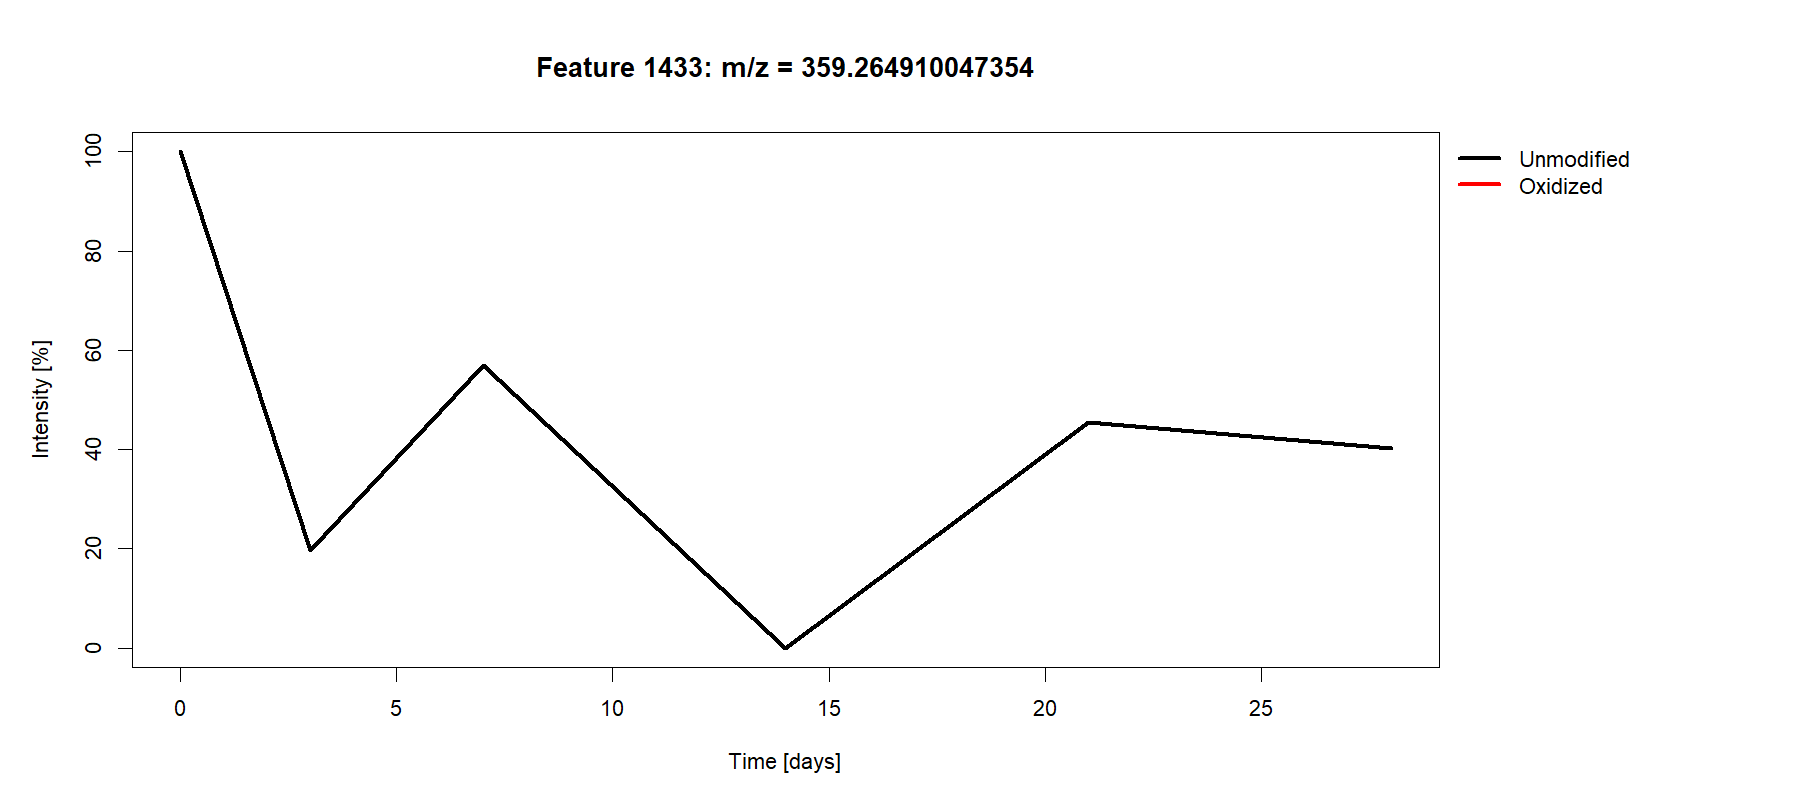 Feature 1433: m/z = 359.264910047354
Unmodified
Oxidized
100
80
60
40
20
0
Intensity [%]
0 5 10 15 20 25
Time [days]